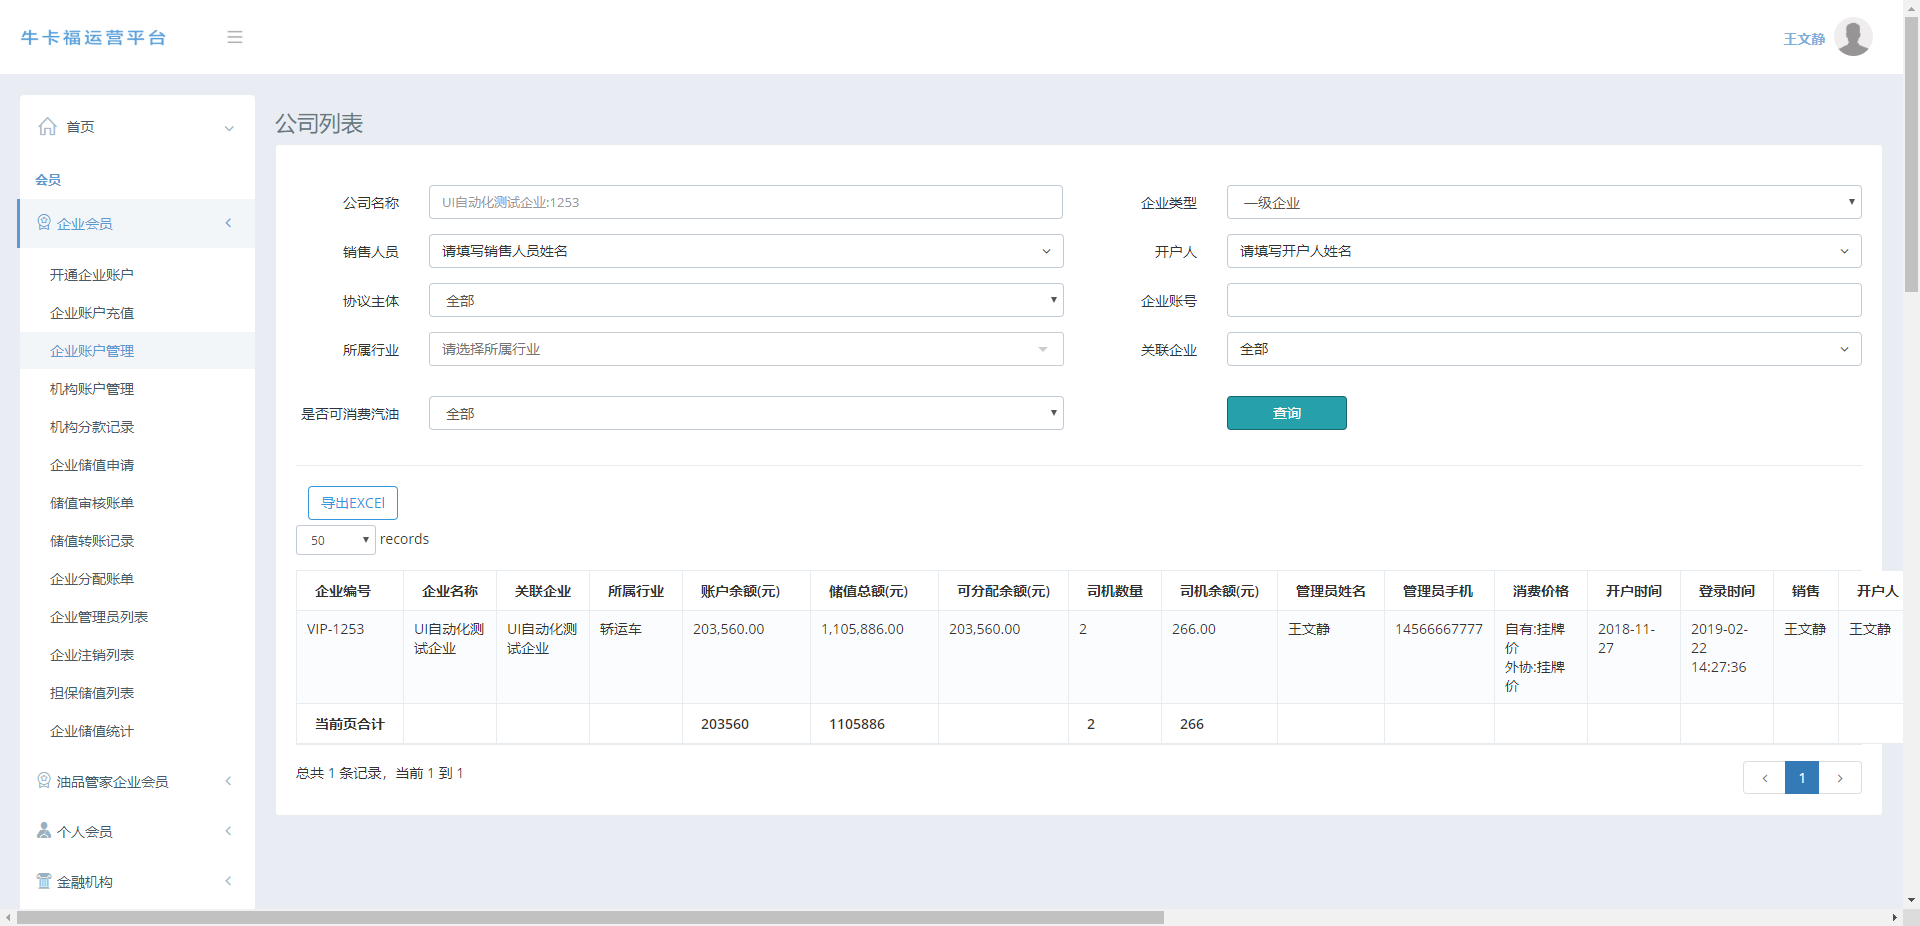 牛卡福运营平台
王文静
首页
会员
企业会员
开通企业账户
企业账户充值
企业账户管理
机构账户管理
机构分款记录
企业储值申请
储值审核账单
储值转账记录
企业分配账单
企业管理员列表
企业注销列表
担保储值列表
企业储值统计
油品管家企业会员
个人会员
金融机构
公司列表
公司名称 UI自动化测试企业:1253 企业类型 一级企业
销售人员 请填写销售人员姓名 开户人 请填写开户人姓名
协议主体 全部 企业账号
所属行业 请选择所属行业 关联企业 全部
是否可消费汽油 全部 查询
导出EXCEl
50 records
企业编号 企业名称 关联企业 所属行业 账户余额(元) 储值总额(元) 可分配余额(元) 司机数量 司机余额(元) 管理员姓名 管理员手机 消费价格 开户时间 登录时间 销售 开户人
VIP-1253 UI自动化测 UI自动化测 轿运车 203,560.00 1,105,886.00 203,560.00 2 266.00 王文静 14566667777 自有:挂牌 2018-11- 2019-02- 王文静 王文静
试企业 试企业 价 27 22
外协:挂牌 14:27:36
价
当前页合计 203560 1105886 2 266
总共 1 条记录，当前 1 到 1
1